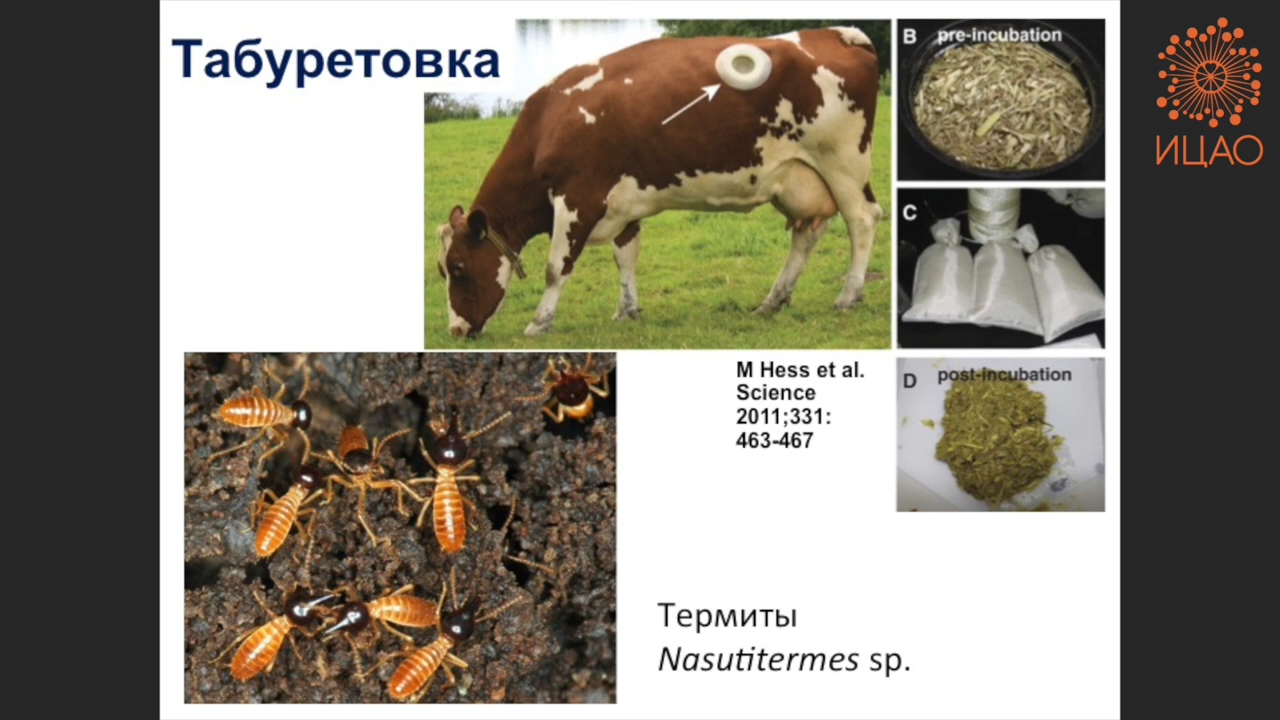 Табуретовка
B pre-incubation
ИЦАО
C
D post-incubation
M Hess et al.
Science
2011;331:
463-467
Термиты
Nasutitermes sp.